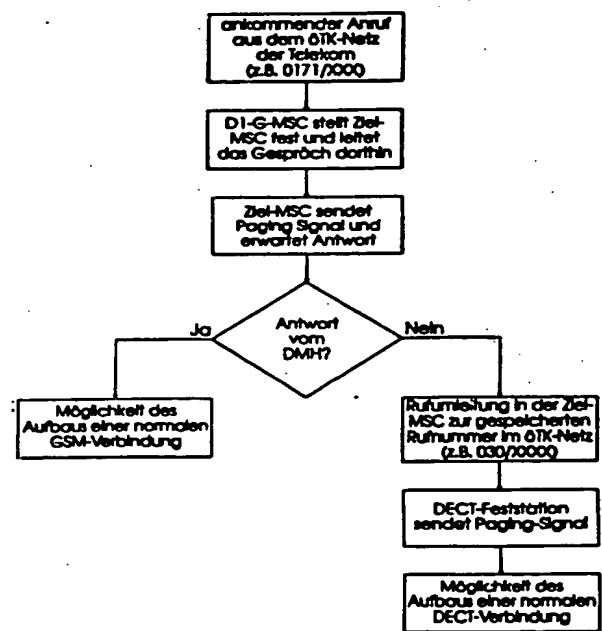 ankommender Anruf
aus dem öTK-Netz
der Telekom
(z.B. 0171/XXX)
D1-G-MSC stellt Ziel-
MSC fest und leitet
das Gespräch dorthin
Ziel-MSC sendet
Paging Signal und
erwartet Antwort
Antwort
vom
DMH?
Ja
Nein
Möglichkeit des
Aufbaus einer normalen
GSM-Verbindung
Rufumleitung in der Ziel-
MSC zur gespeicherten
Rufnummer im öTK-Netz
(z.B. 030/XXXX)
DECT-Feststation
sendet Paging-Signal
Möglichkeit des
Aufbaus einer normalen
DECT-Verbindung